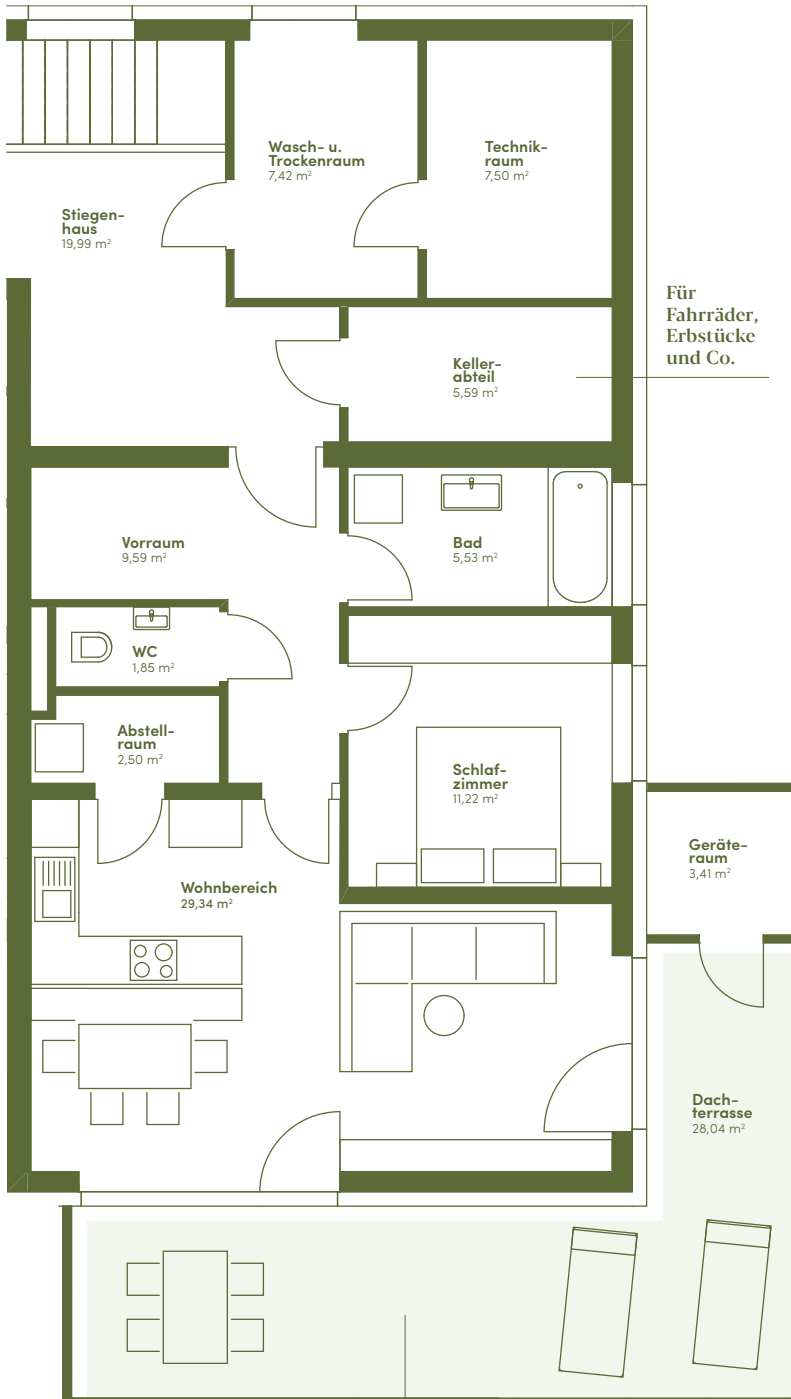 Wasch- u.
Trockenraum
7,42 m²
Technik-
raum
7,50 m²
Stiegen-
haus
19,99 m²
Für
Fahrräder,
Erbstücke
und Co.
Keller-
abteil
5,59 m²
Vorraum
9,59 m²
Bad
5,53 m²
WC
1,85 m²
Abstell-
raum
2,50 m²
Schlaf-
zimmer
11,22 m²
Geräte-
raum
3,41 m²
Wohnbereich
29,34 m²
Dach-
terrasse
28,04 m²